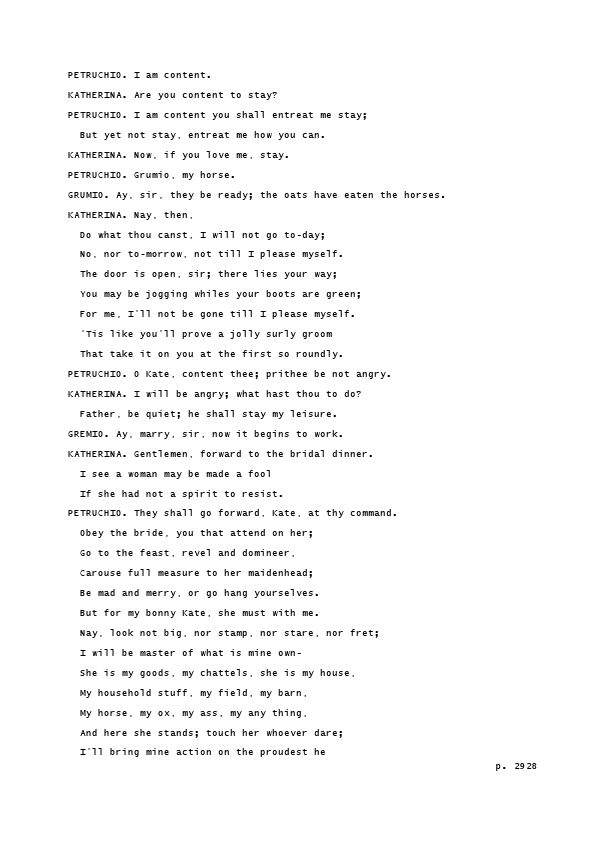 PETRUCHIO. I am content.
KATHERINA. Are you content to stay?
PETRUCHIO. I am content you shall entreat me stay;
But yet not stay, entreat me how you can.
KATHERINA. Now, if you love me, stay.
PETRUCHIO. Grumio, my horse.
GRUMIO. Ay, sir, they be ready; the oats have eaten the horses.
KATHERINA. Nay, then,
Do what thou canst, I will not go to-day;
No, nor to-morrow, not till I please myself.
The door is open, sir; there lies your way;
You may be jogging whiles your boots are green;
For me, I'll not be gone till I please myself.
'Tis like you'll prove a jolly surly groom
That take it on you at the first so roundly.
PETRUCHIO. O Kate, content thee; prithee be not angry.
KATHERINA. I will be angry; what hast thou to do?
Father, be quiet; he shall stay my leisure.
GREMIO. Ay, marry, sir, now it begins to work.
KATHERINA. Gentlemen, forward to the bridal dinner.
I see a woman may be made a fool
If she had not a spirit to resist.
PETRUCHIO. They shall go forward, Kate, at thy command.
Obey the bride, you that attend on her;
Go to the feast, revel and domineer,
Carouse full measure to her maidenhead;
Be mad and merry, or go hang yourselves.
But for my bonny Kate, she must with me.
Nay, look not big, nor stamp, nor stare, nor fret;
I will be master of what is mine own-
She is my goods, my chattels, she is my house,
My household stuff, my field, my barn,
My horse, my ox, my ass, my any thing,
And here she stands; touch her whoever dare;
I'll bring mine action on the proudest he
p. 2928